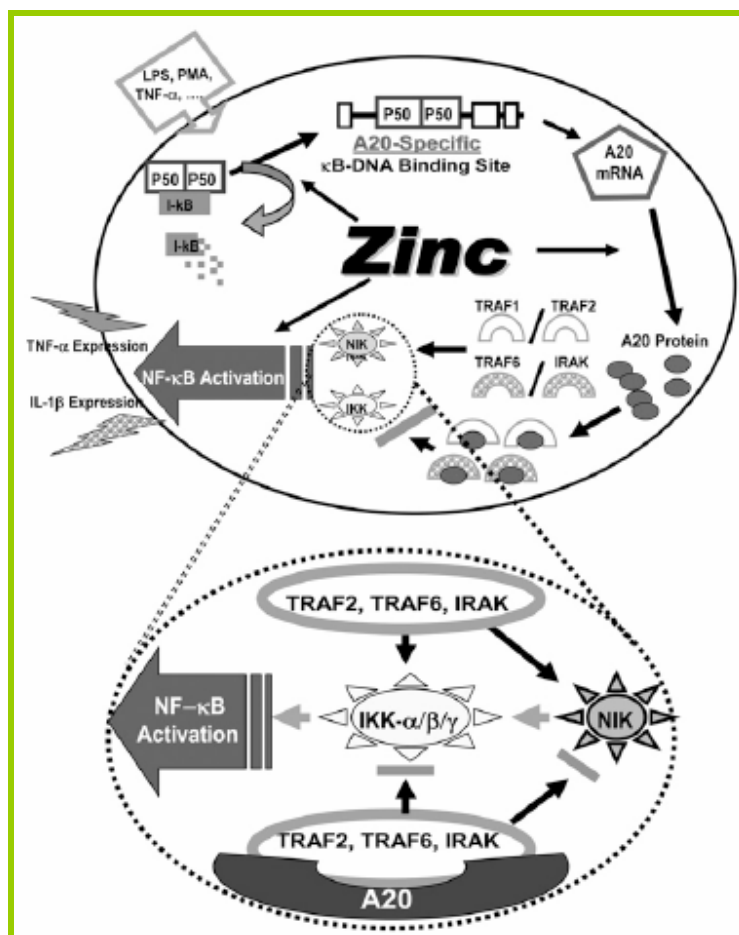 LPS, PMA,
TNF-α, ....
P50 P50
A20-Specific
κB-DNA Binding Site
A20
mRNA
P50 P50
I-kB
I-kB
Zinc
TRAF1 / TRAF2
TRAF6 / IRAK
A20 Protein
NIK
IKK
TNF-α Expression
NF-κB Activation
IL-1β Expression
TRAF2, TRAF6, IRAK
NF-κB
Activation
IKK-α/β/γ
NIK
TRAF2, TRAF6, IRAK
A20